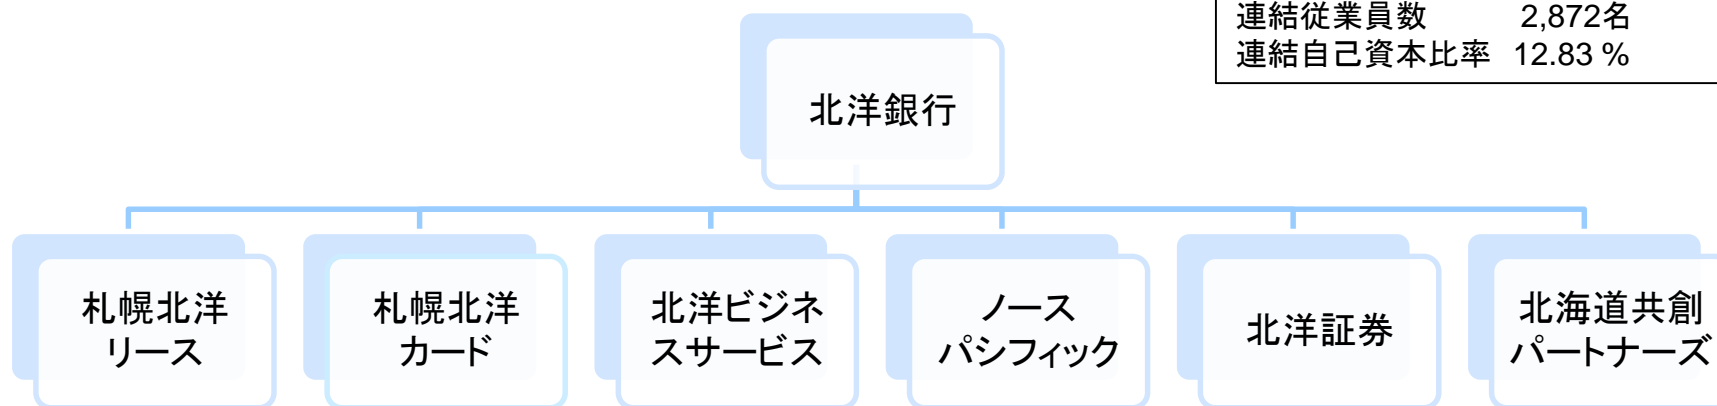 連結従業員数 2,872名
連結自己資本比率 12.83 %
北洋銀行
札幌北洋
リース
札幌北洋
カード
北洋ビジネ
スサービス
ノース
パシフィック
北洋証券
北海道共創
パートナーズ